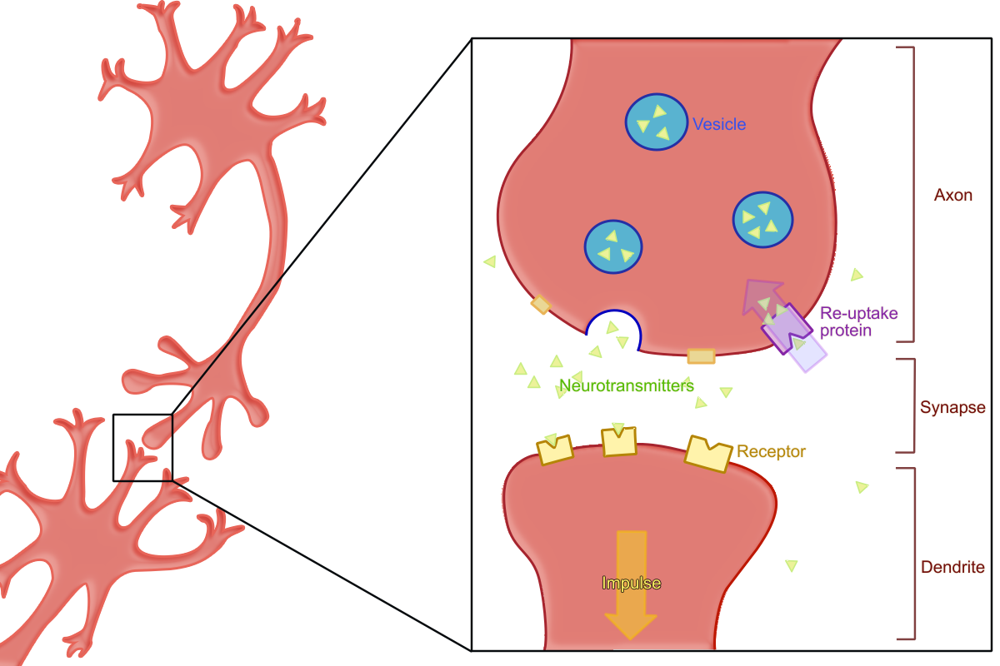 Vesicle
Axon
Re-uptake
protein
Neurotransmitters
Synapse
Receptor
Dendrite
Impulse